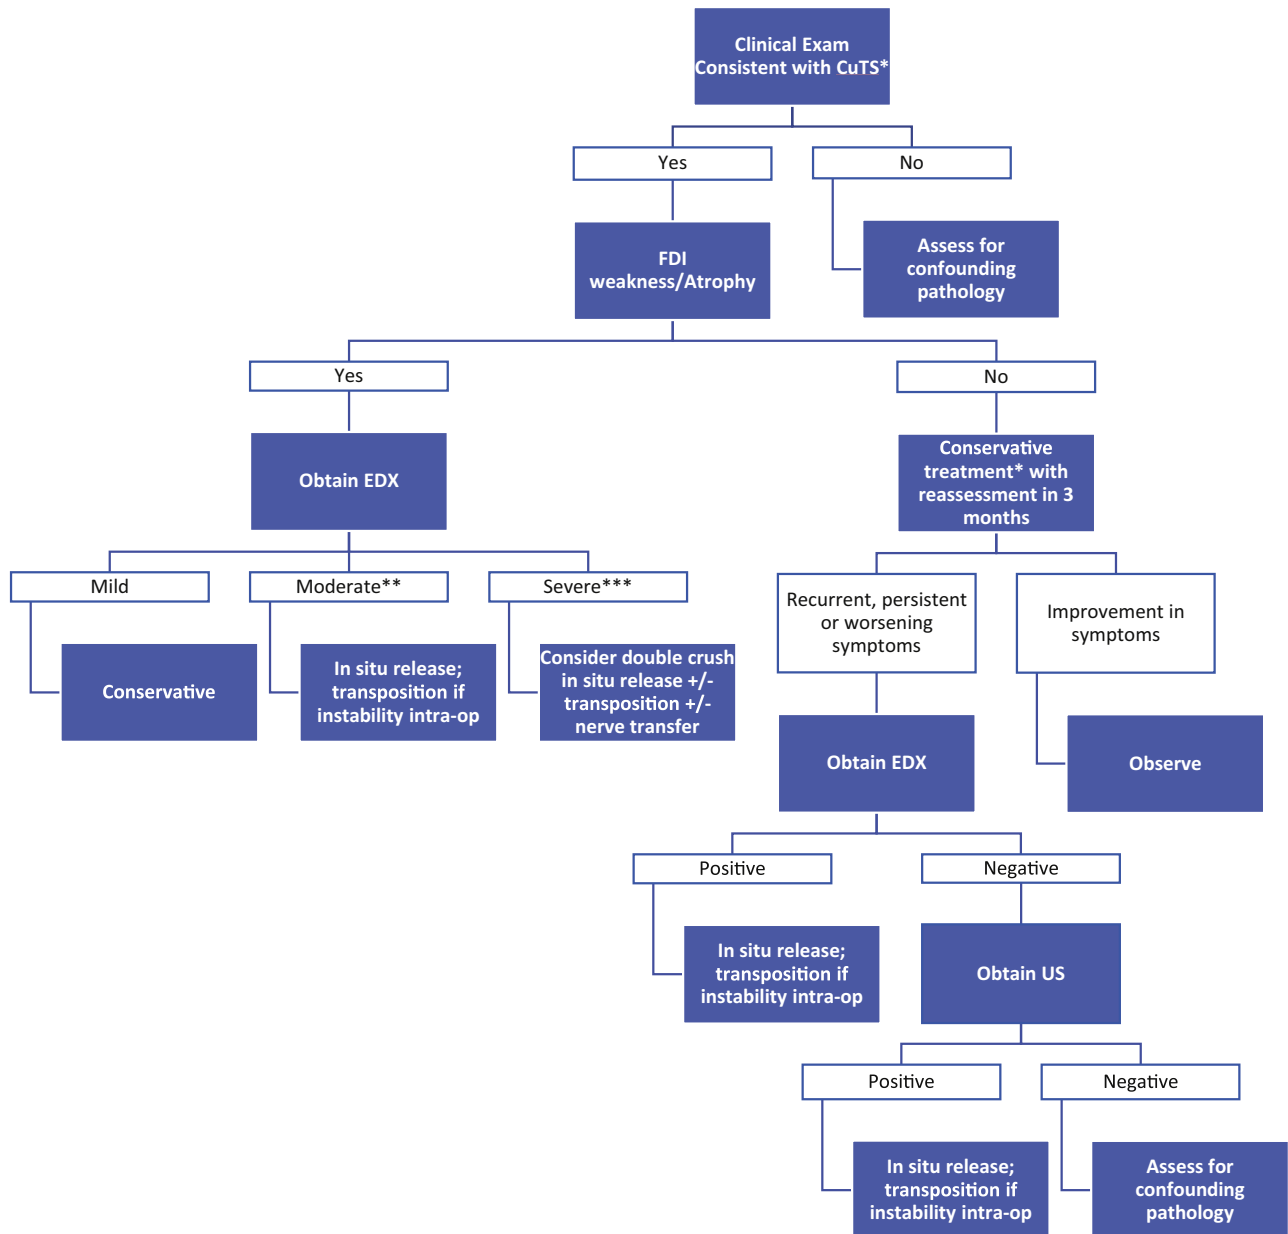 Clinical Exam
Consistent with CuTS*
Yes
No
FDI
weakness/Atrophy
Assess for
confounding
pathology
Yes
No
Obtain EDX
Conservative
treatment* with
reassessment in 3
months
Mild
Moderate**
Severe***
Recurrent, persistent
or worsening
symptoms
Improvement in
symptoms
Conservative
In situ release;
transposition if
instability intra-op
Consider double crush
in situ release +/-
transposition +/-
nerve transfer
Obtain EDX
Observe
Positive
Negative
In situ release;
transposition if
instability intra-op
Obtain US
Positive
Negative
In situ release;
transposition if
instability intra-op
Assess for
confounding
pathology